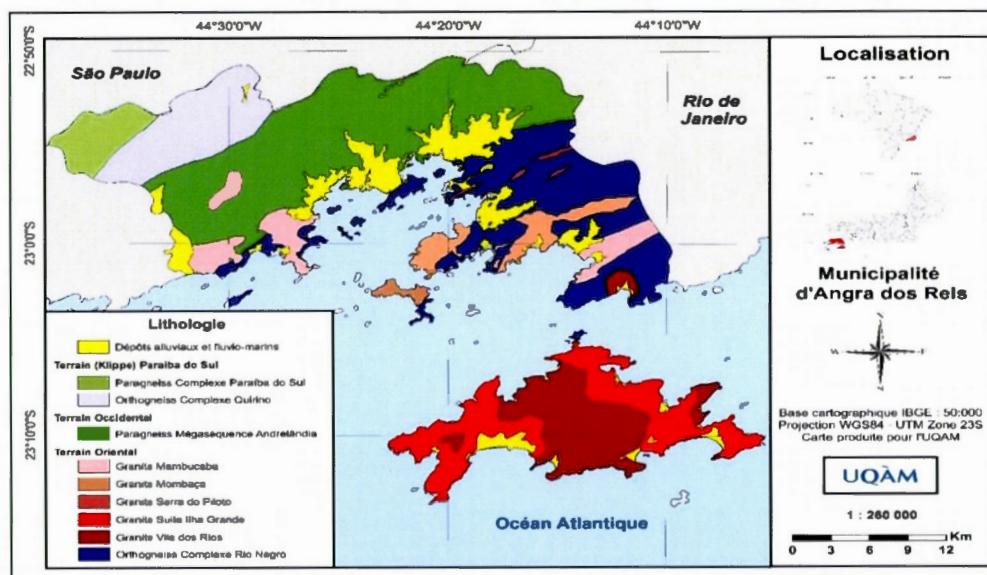 44°30'0"W 44°20'0"W 44°10'0"W
22°50'0"S
23°0'0"S
23°10'0"S
São Paulo
Rio de
Janeiro
Océan Atlantique
Lithologie
Dépôts alluviaux et fluvio-marins
Terrain (Klippe) Paraíba do Sul
Paragneiss Complexe Paraíba do Sul
Orthogneiss Complexe Quirino
Terrain Occidental
Paragneiss Mégaséquence Andrelândia
Terrain Oriental
Granite Mambucaba
Granite Mombaça
Granite Serra do Piloto
Granite Suite Ilha Grande
Granite Vila dos Rios
Orthogneiss Complexe Rio Negro
Localisation
Municipalité
d'Angra dos Reis
N
W E
S
Base cartographique IBGE : 50:000
Projection WGS84 - UTM Zone 23S
Carte produite pour l'UQAM
UQÀM
1 : 260 000
Km
0 3 6 9 12